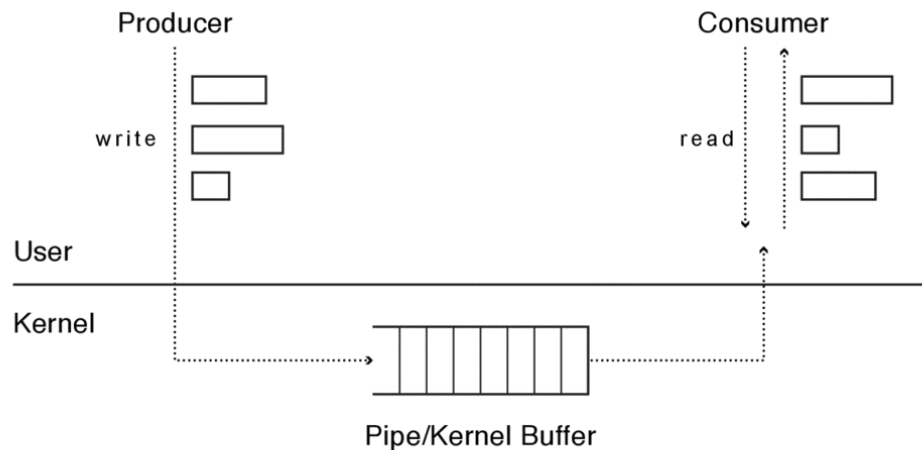 Producer
Consumer
write
read
User
Kernel
Pipe/Kernel Buffer